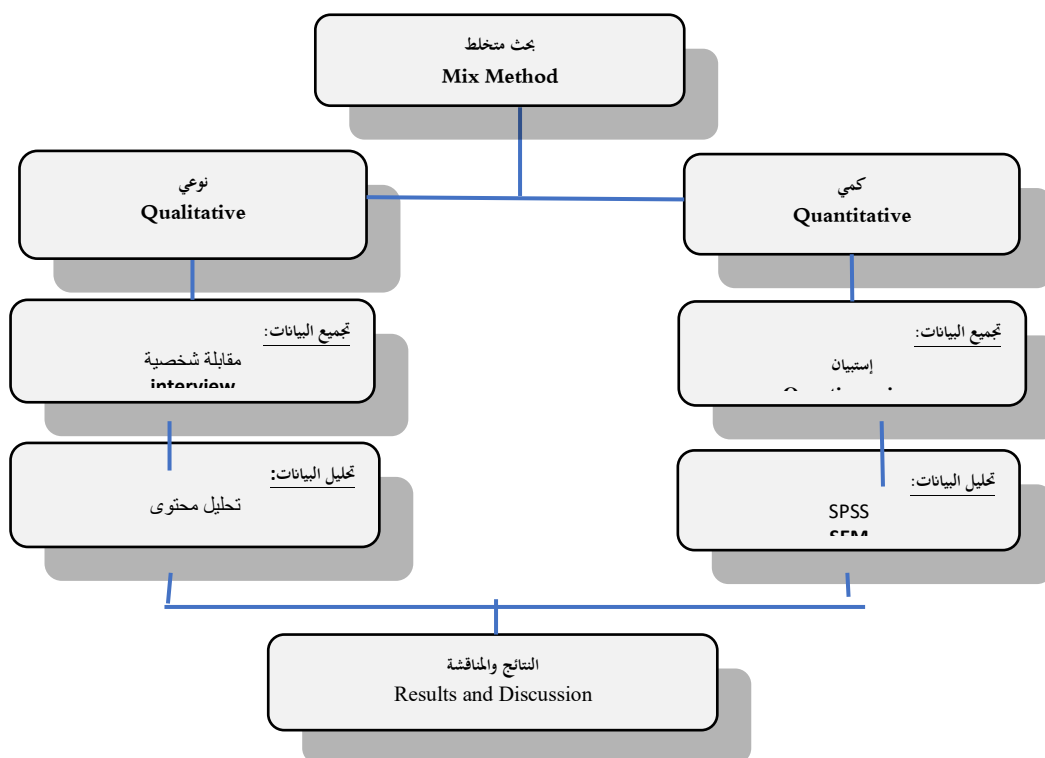 بحث متخلط
Mix Method
كمي
Quantitative
تجميع البيانات:
إستبيان
تحليل البيانات:
SPSS
نوعي
Qualitative
تجميع البيانات:
مقابلة شخصية
interview
تحليل البيانات:
تحليل محتوى
النتائج والمناقشة
Results and Discussion